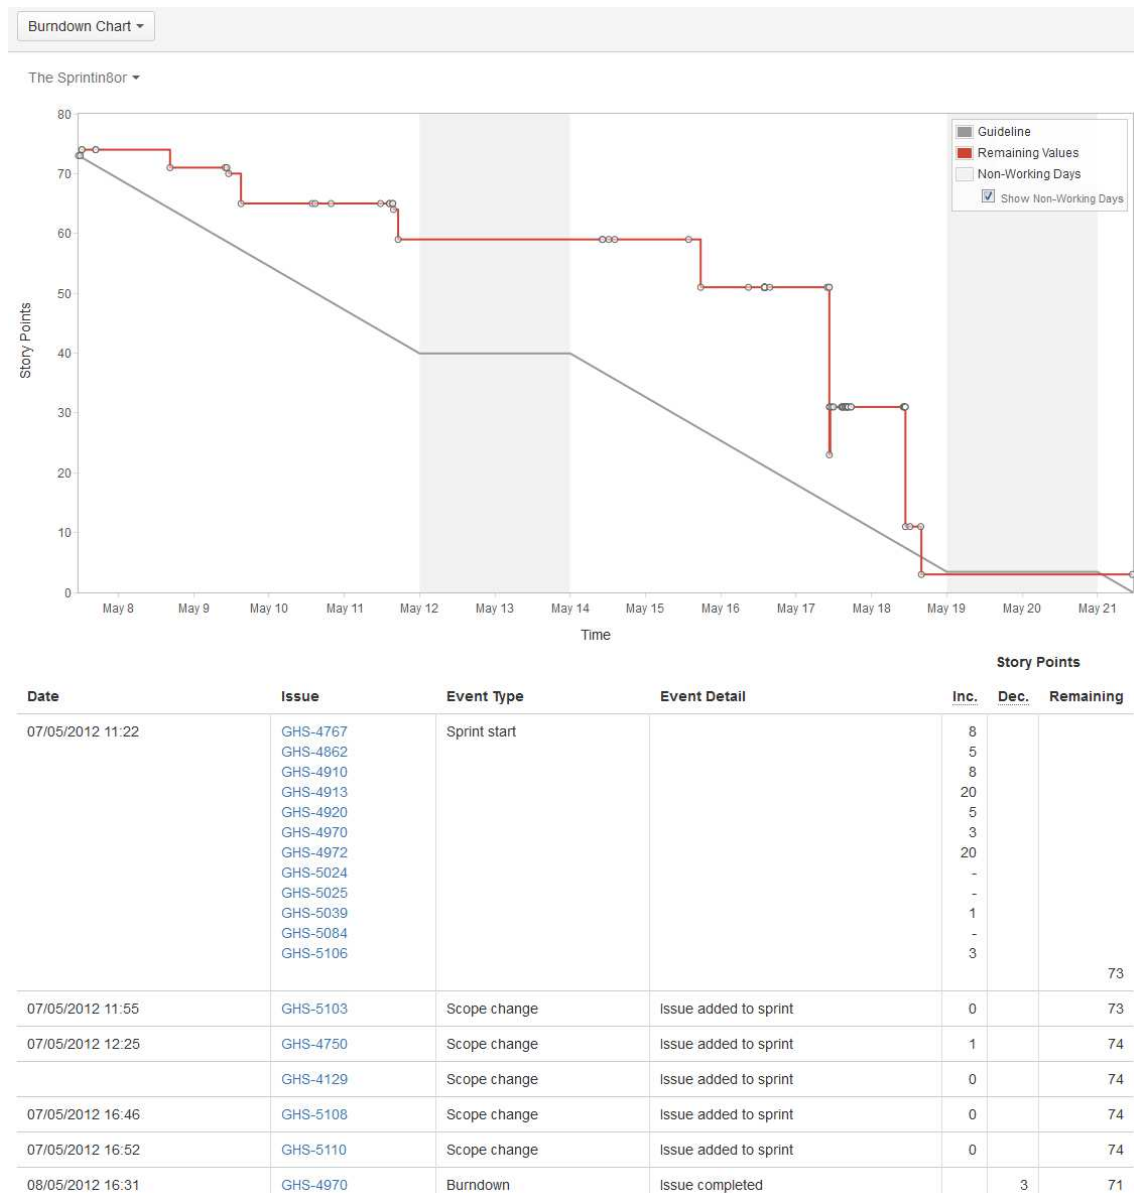 Burndown Chart
The Sprintin8or
80
70
60
50
40
30
20
10
0
Story Points
Guideline
Remaining Values
Non-Working Days
Show Non-Working Days
May 8 May 9 May 10 May 11 May 12 May 13 May 14 May 15 May 16 May 17 May 18 May 19 May 20 May 21
Time
Story Points
Date Issue Event Type Event Detail Inc. Dec. Remaining
07/05/2012 11:22 GHS-4767 Sprint start 8
GHS-4862 5
GHS-4910 8
GHS-4913 20
GHS-4920 5
GHS-4970 3
GHS-4972 20
GHS-5024 -
GHS-5025 -
GHS-5039 1
GHS-5084 -
GHS-5106 3
73
07/05/2012 11:55 GHS-5103 Scope change Issue added to sprint 0 73
07/05/2012 12:25 GHS-4750 Scope change Issue added to sprint 1 74
GHS-4129 Scope change Issue added to sprint 0 74
07/05/2012 16:46 GHS-5108 Scope change Issue added to sprint 0 74
07/05/2012 16:52 GHS-5110 Scope change Issue added to sprint 0 74
08/05/2012 16:31 GHS-4970 Burndown Issue completed 3 71